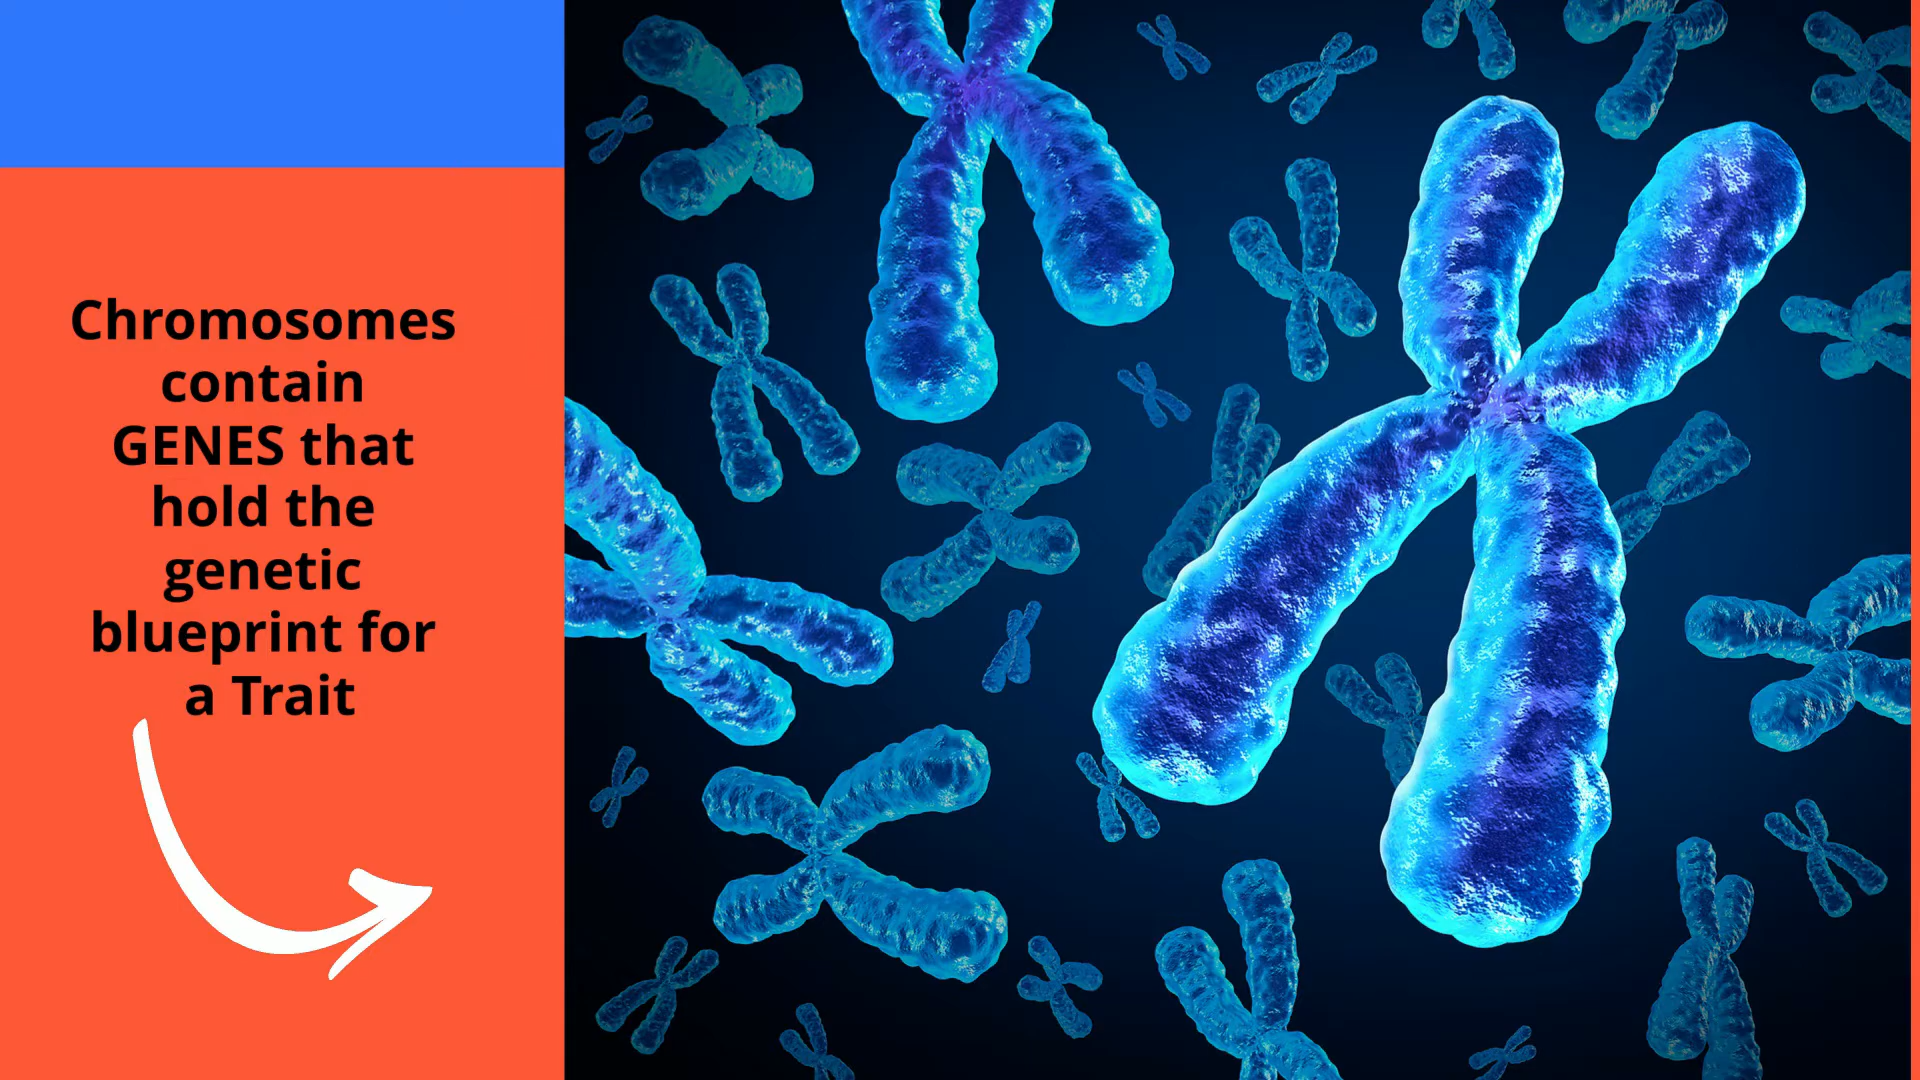 Chromosomes
contain
GENES that
hold the
genetic
blueprint for
a Trait